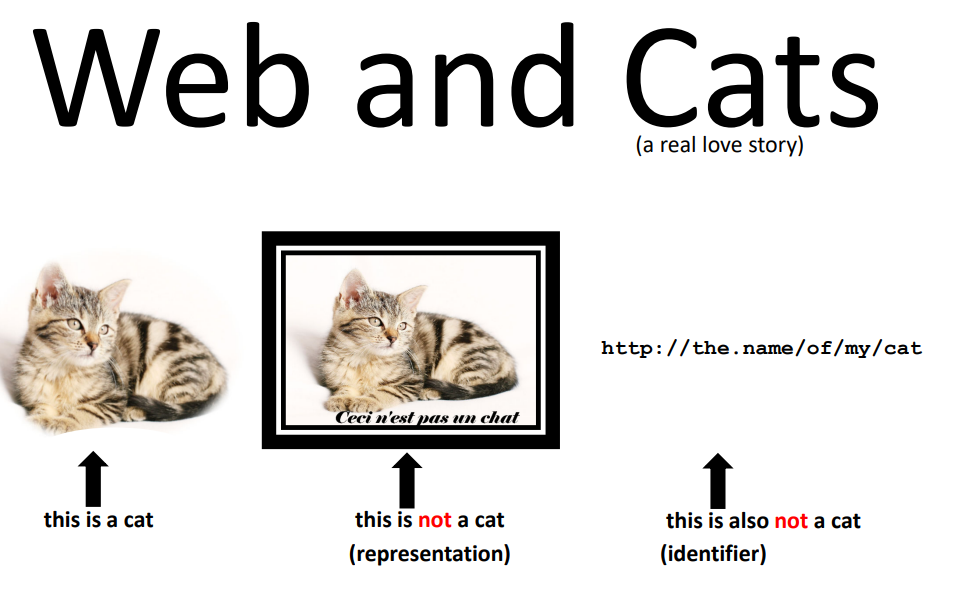 Web and Cats
(a real love story)
Ceci n'est pas un chat
http://the.name/of/my/cat
this is a cat
this is not a cat
(representation)
this is also not a cat
(identifier)